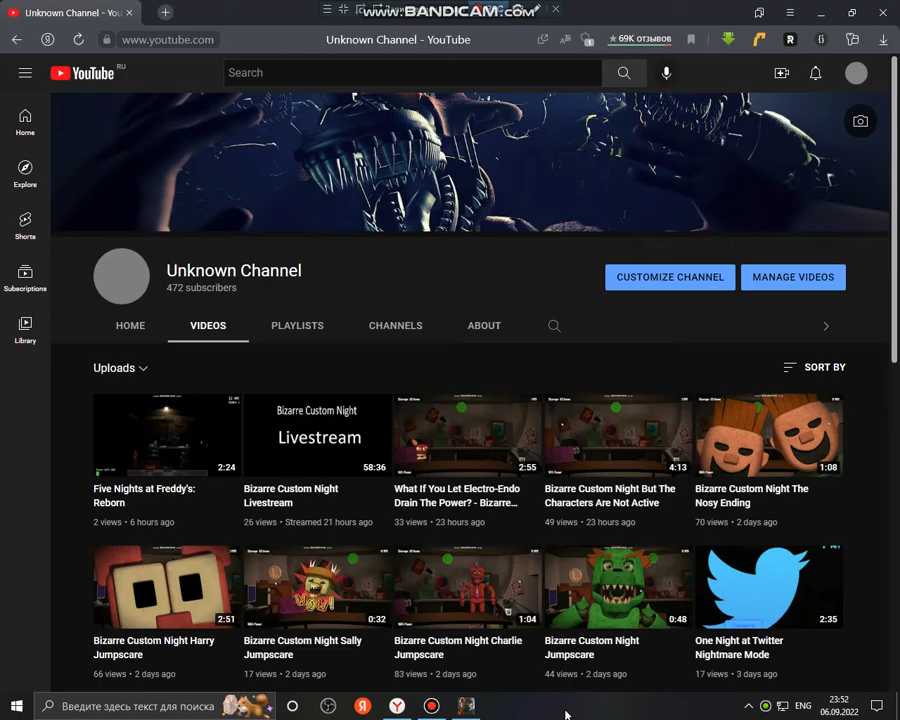 Unknown Channel - You
www.BANDICAM.com
www.youtube.com
Unknown Channel - YouTube
69K отзывов
YouTube RU
Search
Home
Explore
Shorts
Subscriptions
Library
Unknown Channel
472 subscribers
CUSTOMIZE CHANNEL
MANAGE VIDEOS
HOME
VIDEOS
PLAYLISTS
CHANNELS
ABOUT
Uploads
SORT BY
12 AM
2:24
Bizarre Custom Night
Livestream
58:36
2:55
4:13
1:08
Five Nights at Freddy's:
Reborn
2 views • 6 hours ago
Bizarre Custom Night
Livestream
26 views • Streamed 21 hours ago
What If You Let Electro-Endo
Drain The Power? - Bizarre...
33 views • 23 hours ago
Bizarre Custom Night But The
Characters Are Not Active
49 views • 23 hours ago
Bizarre Custom Night The
Nosy Ending
70 views • 2 days ago
2:51
WOW!
0:32
1:04
0:48
2:35
Bizarre Custom Night Harry
Jumpscare
66 views • 2 days ago
Bizarre Custom Night Sally
Jumpscare
17 views • 2 days ago
Bizarre Custom Night Charlie
Jumpscare
83 views • 2 days ago
Bizarre Custom Night
Jumpscare
44 views • 2 days ago
One Night at Twitter
Nightmare Mode
17 views • 3 days ago
Введите здесь текст для поиска
ENG
23:52
06.09.2022